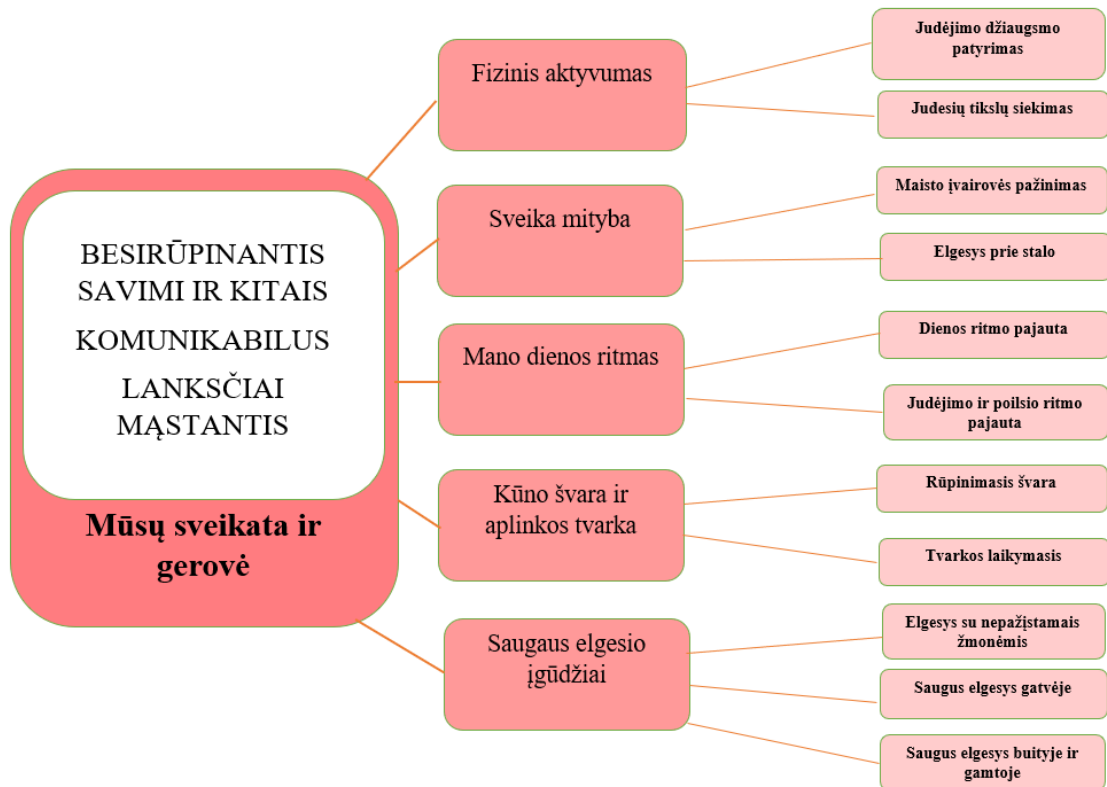 BESIRŪPINANTIS
SAVIMI IR KITAIS
KOMUNIKABILUS
LANKSČIAI
MĄSTANTIS
Mūsų sveikata ir
gerovė
Fizinis aktyvumas
Judėjimo džiaugsmo
patyrimas
Judesių tikslų siekimas
Sveika mityba
Maisto įvairovės pažinimas
Elgesys prie stalo
Mano dienos ritmas
Dienos ritmo pajauta
Judėjimo ir poilsio ritmo
pajauta
Kūno švara ir
aplinkos tvarka
Rūpinimasis švara
Tvarkos laikymasis
Saugaus elgesio
įgūdžiai
Elgesys su nepažįstamais
žmonėmis
Saugus elgesys gatvėje
Saugus elgesys buityje ir
gamtoje